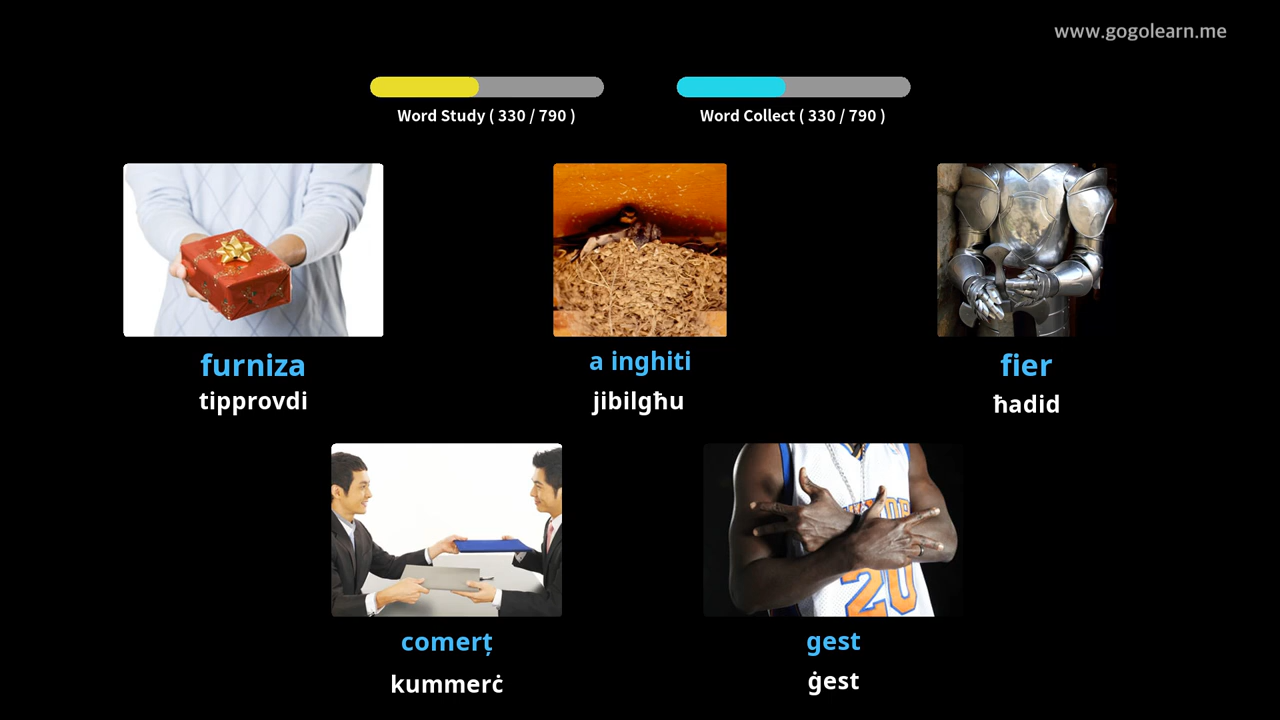 www.gogolearn.me
Word Study ( 330 / 790 )
Word Collect ( 330 / 790 )
furniza
tipprovdi
a inghiti
jibilgħu
fier
ħadid
20
comerț
kummerċ
gest
ġest